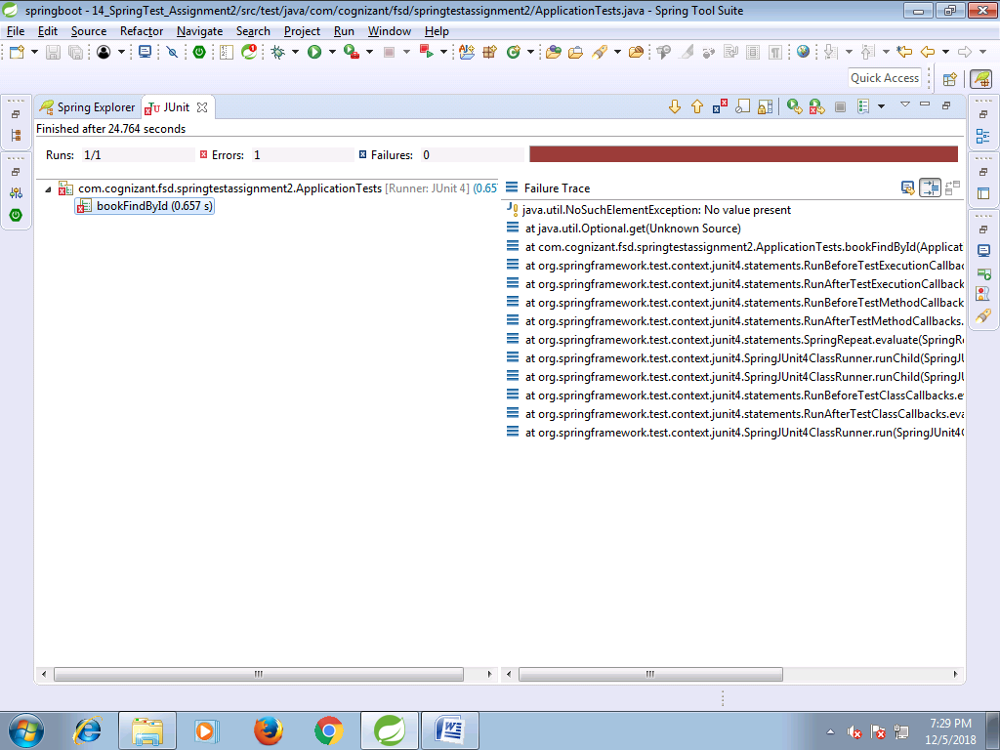 springboot - 14_SpringTest_Assignment2/src/test/java/com/cognizant/fsd/springtestassignment2/ApplicationTests.java - Spring Tool Suite
File Edit Source Refactor Navigate Search Project Run Window Help
Quick Access
Spring Explorer JUnit
Finished after 24.764 seconds
Runs: 1/1 Errors: 1 Failures: 0
com.cognizant.fsd.springtestassignment2.ApplicationTests [Runner: JUnit 4] (0.65
bookFindById (0.657 s)
Failure Trace
java.util.NoSuchElementException: No value present
at java.util.Optional.get(Unknown Source)
at com.cognizant.fsd.springtestassignment2.ApplicationTests.bookFindById(Applicati
at org.springframework.test.context.junit4.statements.RunBeforeTestExecutionCallbac
at org.springframework.test.context.junit4.statements.RunAfterTestExecutionCallback
at org.springframework.test.context.junit4.statements.RunBeforeTestMethodCallback
at org.springframework.test.context.junit4.statements.RunAfterTestMethodCallbacks.
at org.springframework.test.context.junit4.statements.SpringRepeat.evaluate(SpringRe
at org.springframework.test.context.junit4.SpringJUnit4ClassRunner.runChild(SpringJU
at org.springframework.test.context.junit4.SpringJUnit4ClassRunner.runChild(SpringJU
at org.springframework.test.context.junit4.statements.RunBeforeTestClassCallbacks.ev
at org.springframework.test.context.junit4.statements.RunAfterTestClassCallbacks.eva
at org.springframework.test.context.junit4.SpringJUnit4ClassRunner.run(SpringJUnit4C
7:29 PM
12/5/2018